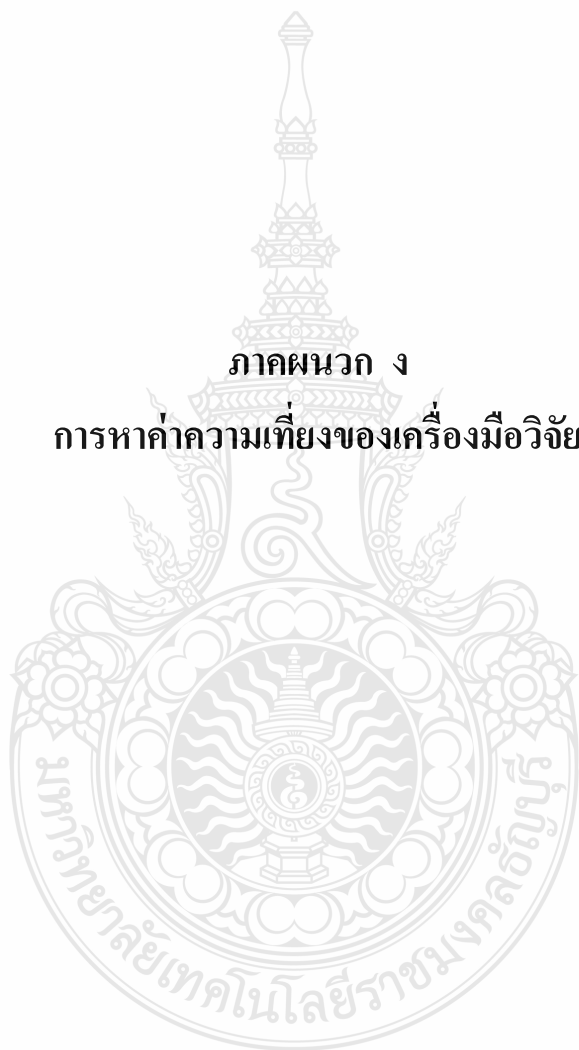 ภาคผนวก ง
การหาค่าความเที่ยงของเครื่องมือวิจัย
มหาวิทยาลัยเทคโนโลยีราชมงคลธัญบุรี